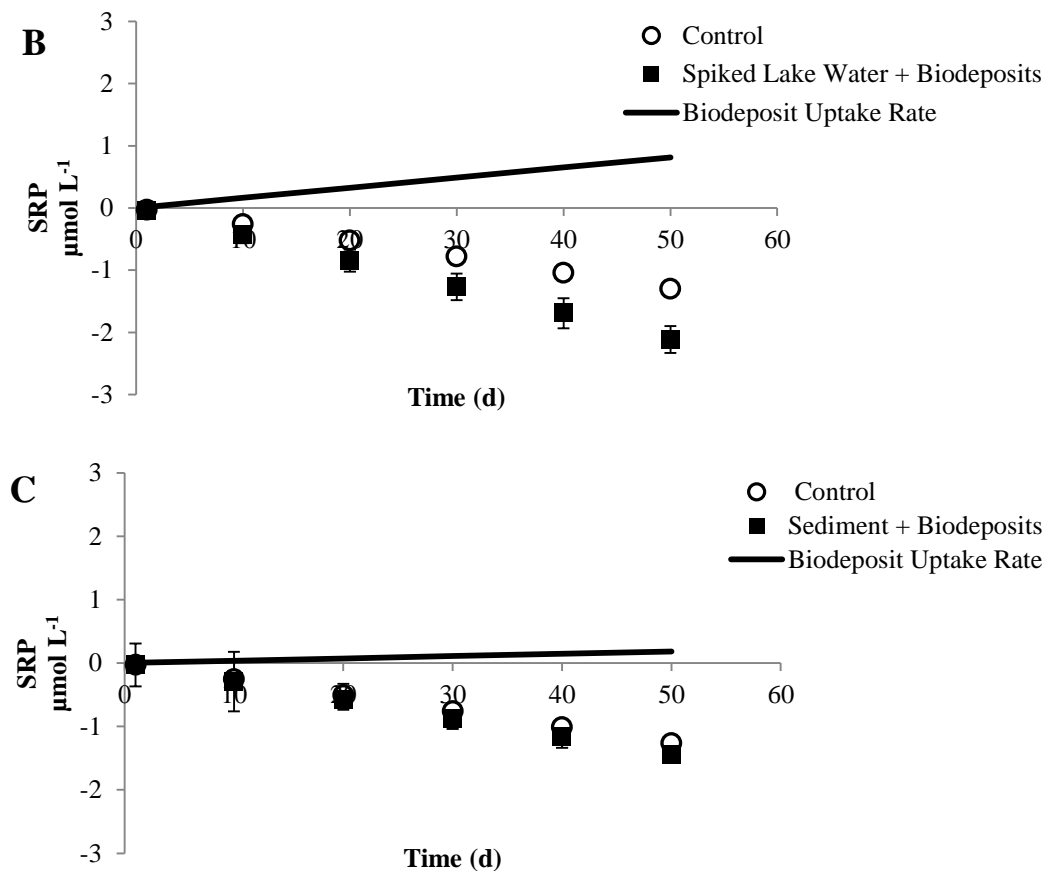 B
Control
Spiked Lake Water + Biodeposits
Biodeposit Uptake Rate
3
2
1
0
-1
-2
-3
SRP
µmol L-1
0 10 20 30 40 50 60
Time (d)
C
Control
Sediment + Biodeposits
Biodeposit Uptake Rate
3
2
1
0
-1
-2
-3
SRP
µmol L-1
0 10 20 30 40 50 60
Time (d)